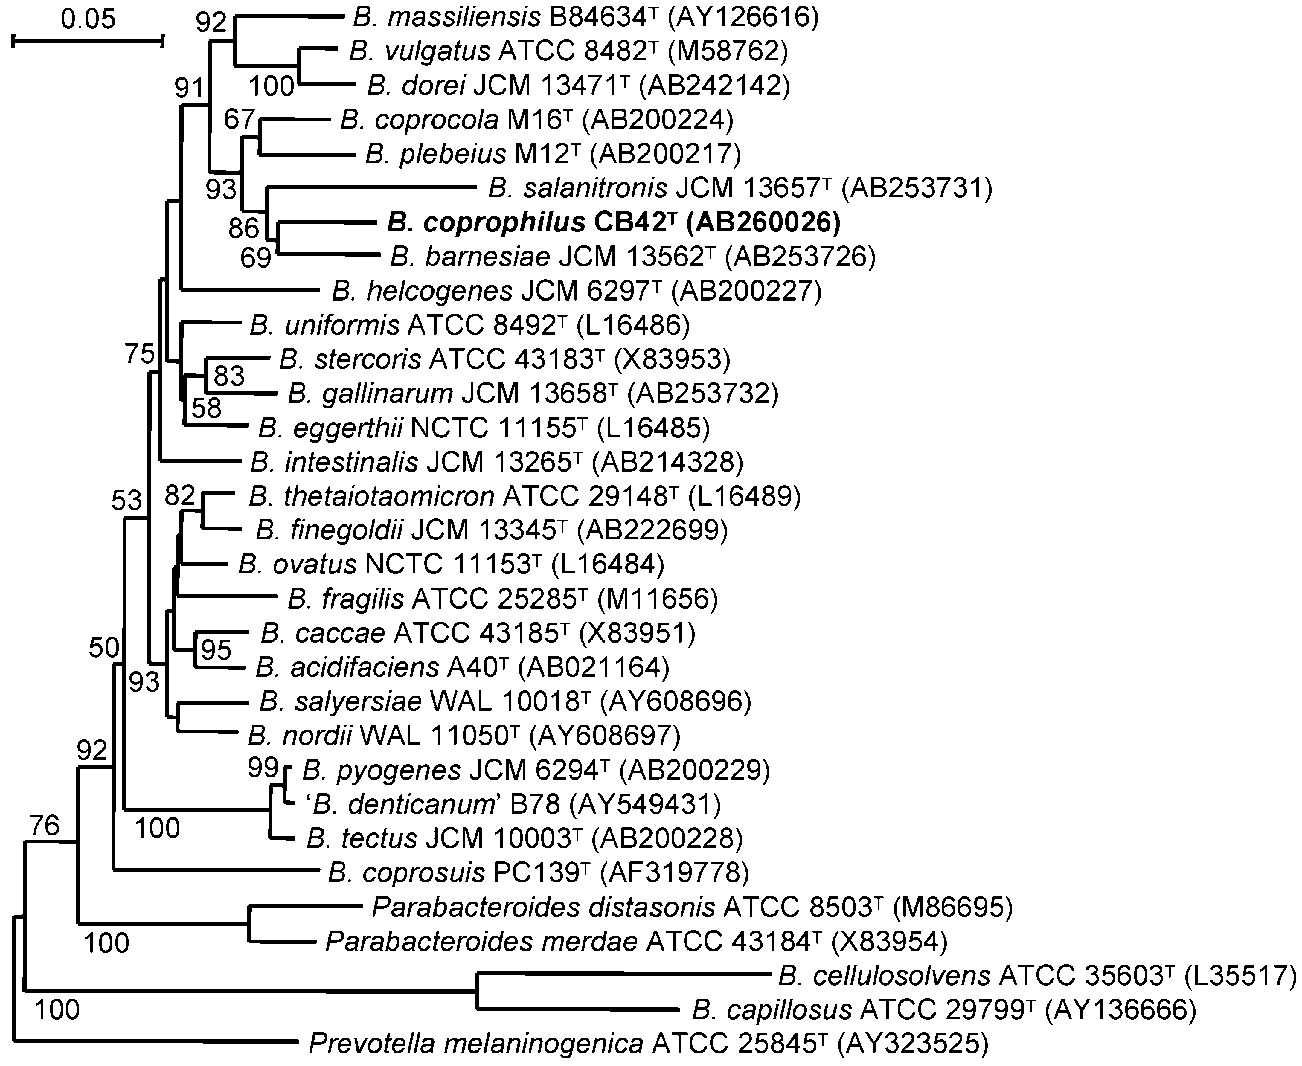 0.05
92
B. massiliensis B84634ᵀ (AY126616)
B. vulgatus ATCC 8482ᵀ (M58762)
100
B. dorei JCM 13471ᵀ (AB242142)
91
67
B. coprocola M16ᵀ (AB200224)
B. plebeius M12ᵀ (AB200217)
93
B. salanitronis JCM 13657ᵀ (AB253731)
86
B. coprophilus CB42ᵀ (AB260026)
69
B. barnesiae JCM 13562ᵀ (AB253726)
B. helcogenes JCM 6297ᵀ (AB200227)
B. uniformis ATCC 8492ᵀ (L16486)
75
B. stercoris ATCC 43183ᵀ (X83953)
83
B. gallinarum JCM 13658ᵀ (AB253732)
58
B. eggerthii NCTC 11155ᵀ (L16485)
B. intestinalis JCM 13265ᵀ (AB214328)
53
82
B. thetaiotaomicron ATCC 29148ᵀ (L16489)
B. finegoldii JCM 13345ᵀ (AB222699)
B. ovatus NCTC 11153ᵀ (L16484)
B. fragilis ATCC 25285ᵀ (M11656)
B. caccae ATCC 43185ᵀ (X83951)
50
95
B. acidifaciens A40ᵀ (AB021164)
93
B. salyersiae WAL 10018ᵀ (AY608696)
B. nordii WAL 11050ᵀ (AY608697)
92
99
B. pyogenes JCM 6294ᵀ (AB200229)
‘B. denticanum’ B78 (AY549431)
76
100
B. tectus JCM 10003ᵀ (AB200228)
B. coprosuis PC139ᵀ (AF319778)
Parabacteroides distasonis ATCC 8503ᵀ (M86695)
100
Parabacteroides merdae ATCC 43184ᵀ (X83954)
B. cellulosolvens ATCC 35603ᵀ (L35517)
100
B. capillosus ATCC 29799ᵀ (AY136666)
Prevotella melaninogenica ATCC 25845ᵀ (AY323525)